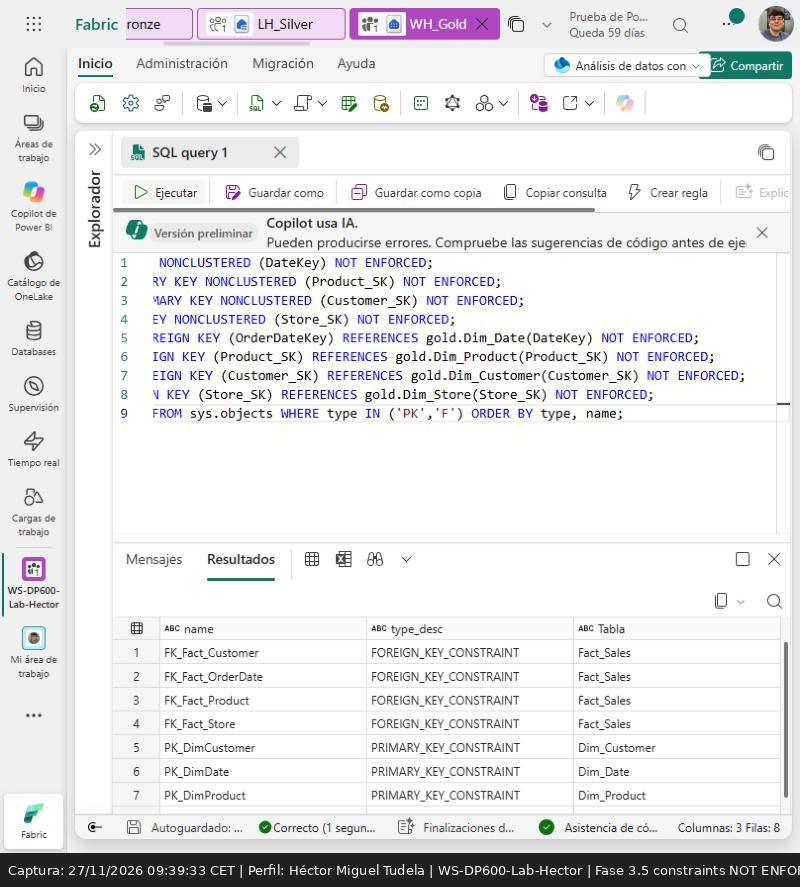 Fabric
ronze
LH_Silver
WH_Gold
Prueba de Po...
Queda 59 días
Inicio
Administración
Migración
Ayuda
Análisis de datos con
Compartir
Inicio
Áreas de
trabajo
Copilot de
Power BI
Catálogo de
OneLake
Databases
Supervisión
Tiempo real
Cargas de
trabajo
WS-DP600-
Lab-Hector
Mi área de
trabajo
Fabric
Explorador
SQL query 1
Ejecutar
Guardar como
Guardar como copia
Copiar consulta
Crear regla
Explic
Versión preliminar
Copilot usa IA.
Pueden producirse errores. Compruebe las sugerencias de código antes de eje
1 NONCLUSTERED (DateKey) NOT ENFORCED;
2 RY KEY NONCLUSTERED (Product_SK) NOT ENFORCED;
3 MARY KEY NONCLUSTERED (Customer_SK) NOT ENFORCED;
4 EY NONCLUSTERED (Store_SK) NOT ENFORCED;
5 REIGN KEY (OrderDateKey) REFERENCES gold.Dim_Date(DateKey) NOT ENFORCED;
6 IGN KEY (Product_SK) REFERENCES gold.Dim_Product(Product_SK) NOT ENFORCED;
7 EIGN KEY (Customer_SK) REFERENCES gold.Dim_Customer(Customer_SK) NOT ENFORCED;
8 N KEY (Store_SK) REFERENCES gold.Dim_Store(Store_SK) NOT ENFORCED;
9 FROM sys.objects WHERE type IN ('PK','F') ORDER BY type, name;
Mensajes
Resultados
ABC name ABC type_desc ABC Tabla
1 FK_Fact_Customer FOREIGN_KEY_CONSTRAINT Fact_Sales
2 FK_Fact_OrderDate FOREIGN_KEY_CONSTRAINT Fact_Sales
3 FK_Fact_Product FOREIGN_KEY_CONSTRAINT Fact_Sales
4 FK_Fact_Store FOREIGN_KEY_CONSTRAINT Fact_Sales
5 PK_DimCustomer PRIMARY_KEY_CONSTRAINT Dim_Customer
6 PK_DimDate PRIMARY_KEY_CONSTRAINT Dim_Date
7 PK_DimProduct PRIMARY_KEY_CONSTRAINT Dim_Product
Autoguardado: ...
Correcto (1 segun...
Finalizaciones d...
Asistencia de có...
Columnas: 3 Filas: 8
Captura: 27/11/2026 09:39:33 CET | Perfil: Héctor Miguel Tudela | WS-DP600-Lab-Hector | Fase 3.5 constraints NOT ENFO